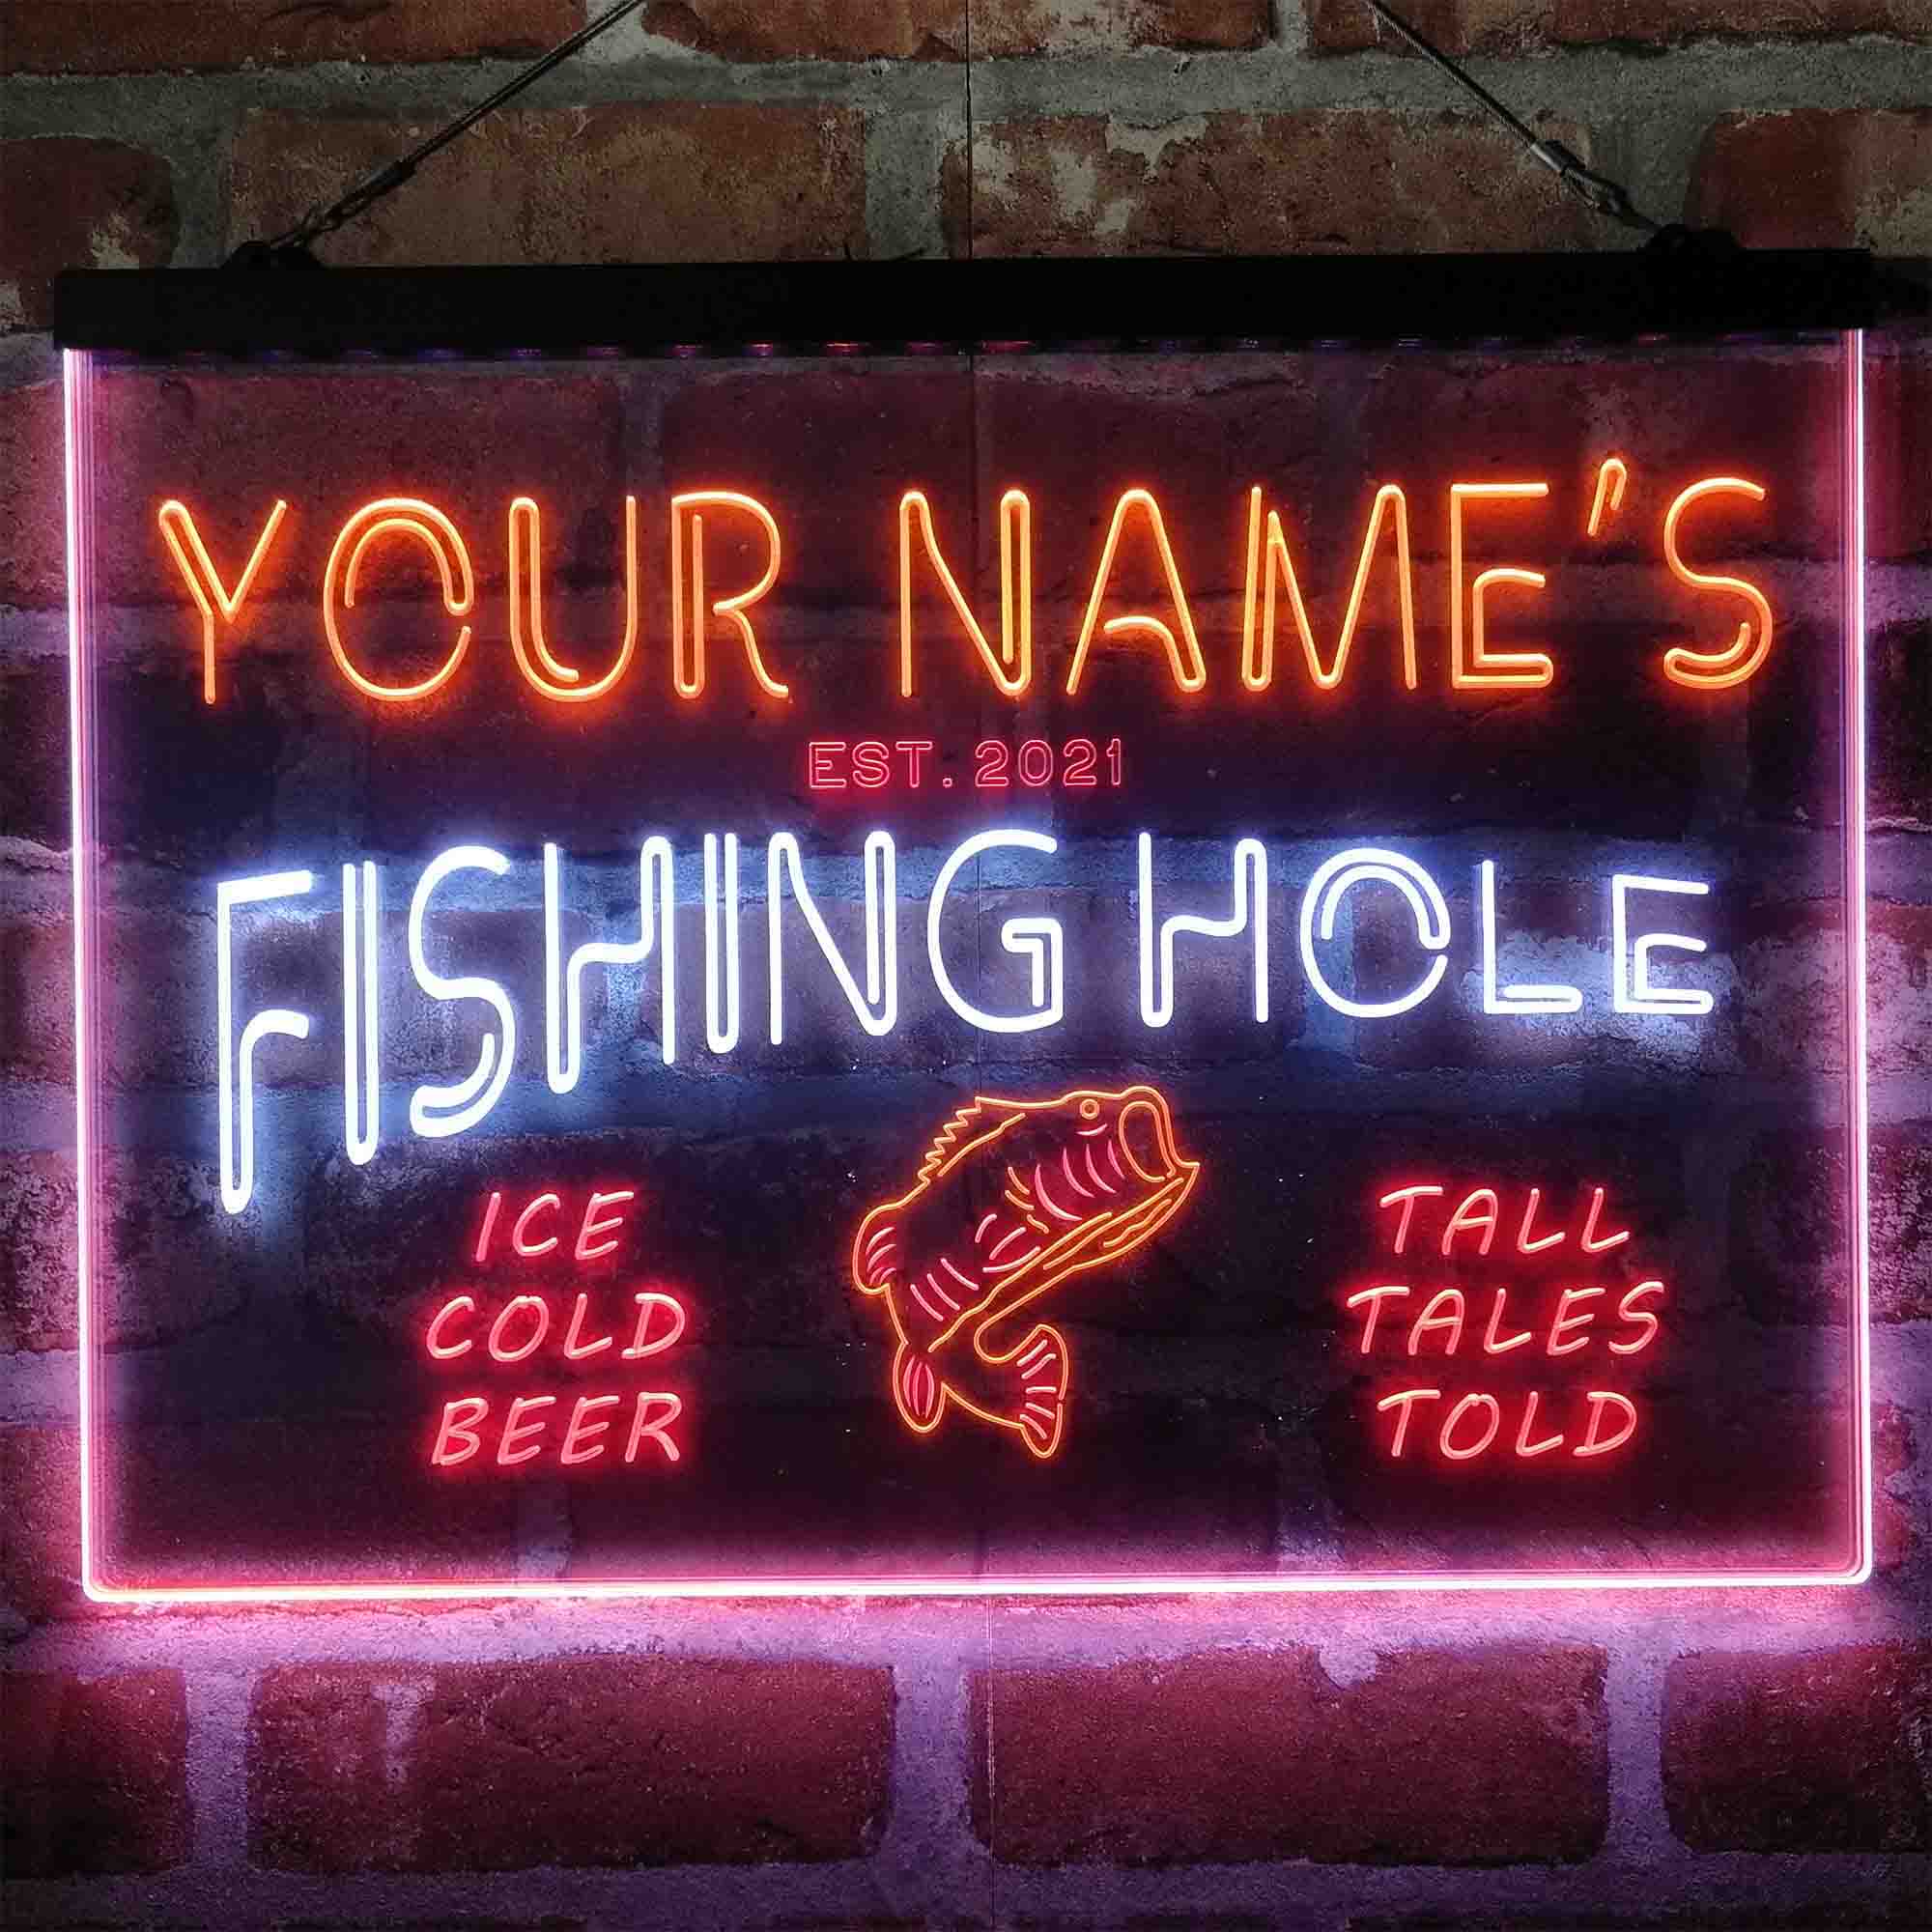 YOUR NAME'S
EST. 2021
FISHING HOLE
ICE
COLD
BEER
TALL
TALES
TOLD